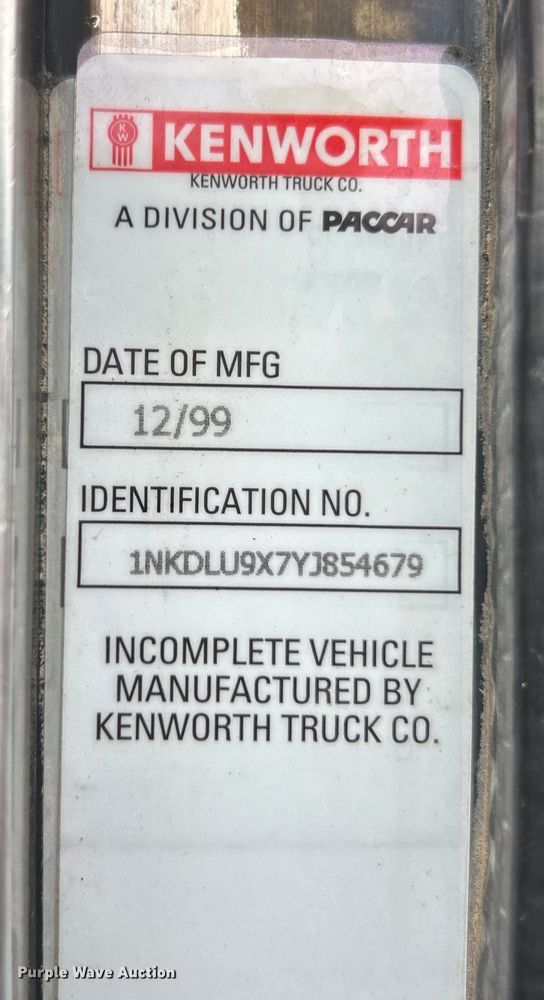 KW
KENWORTH
KENWORTH TRUCK CO.
A DIVISION OF PACCAR
DATE OF MFG
12/99
IDENTIFICATION NO.
1NKDLU9X7YJ854679
INCOMPLETE VEHICLE
MANUFACTURED BY
KENWORTH TRUCK CO.
Purple Wave Auction